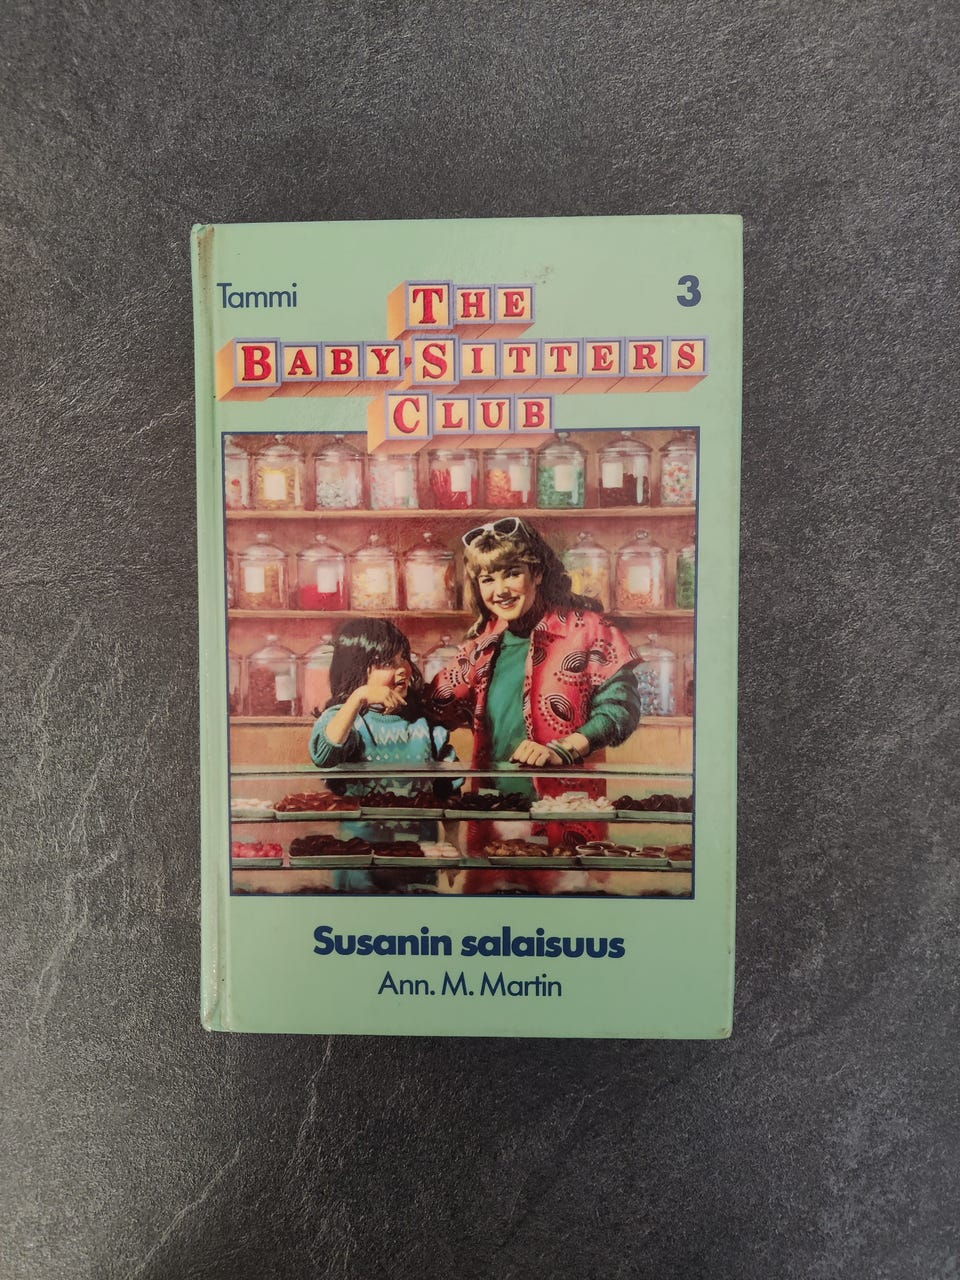 Tammi
3
THE
BABY-SITTERS
CLUB
Susanin salaisuus
Ann. M. Martin